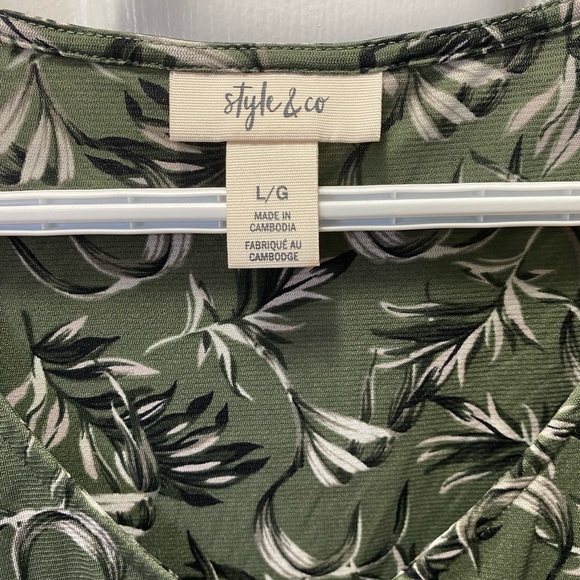 style & co
L/G
MADE IN
CAMBODIA
FABRIQUÉ AU
CAMBODGE